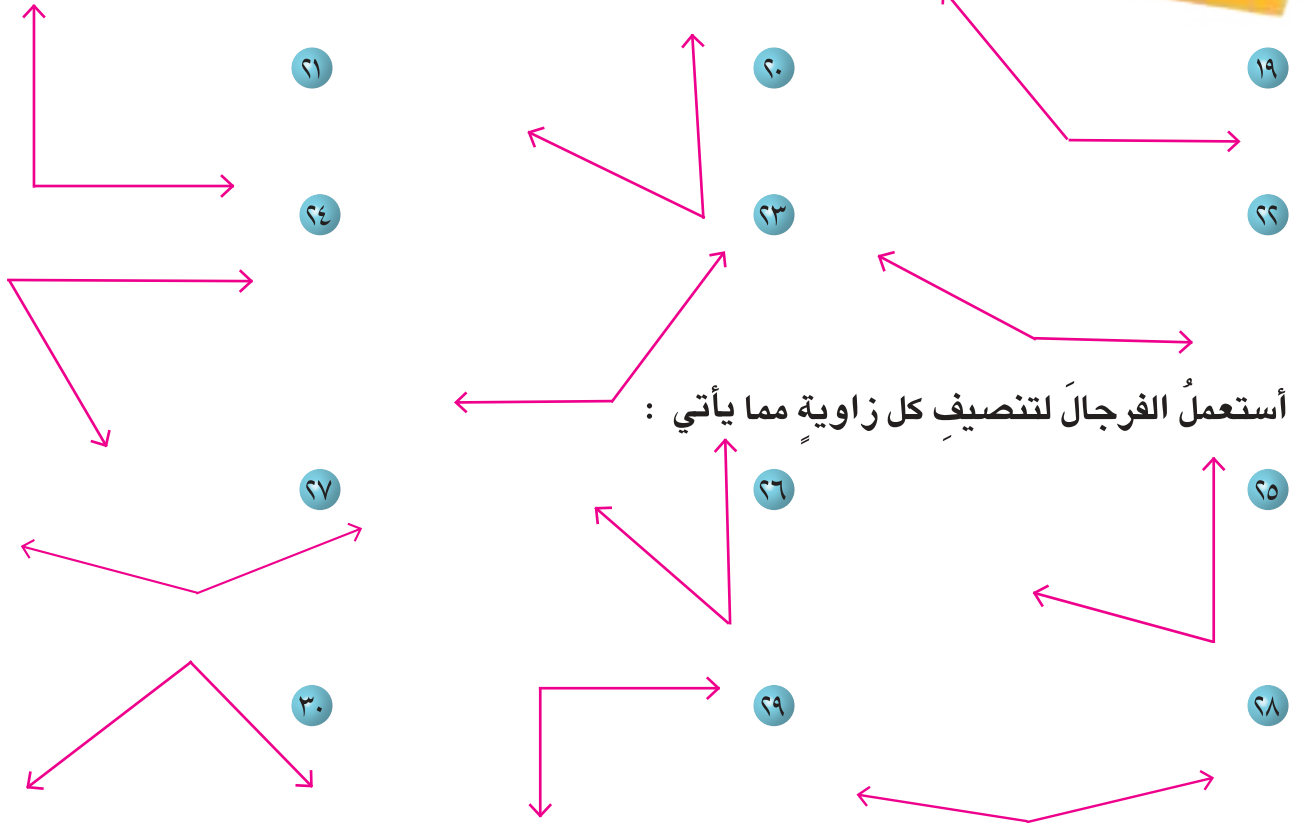 ١٩ ٢٠ ٢١
٢٢ ٢٣ ٢٤
أستعملُ الفرجالَ لتنصيفِ كل زاويةٍ مما يأتي :
٢٥ ٢٦ ٢٧
٢٨ ٢٩ ٣٠